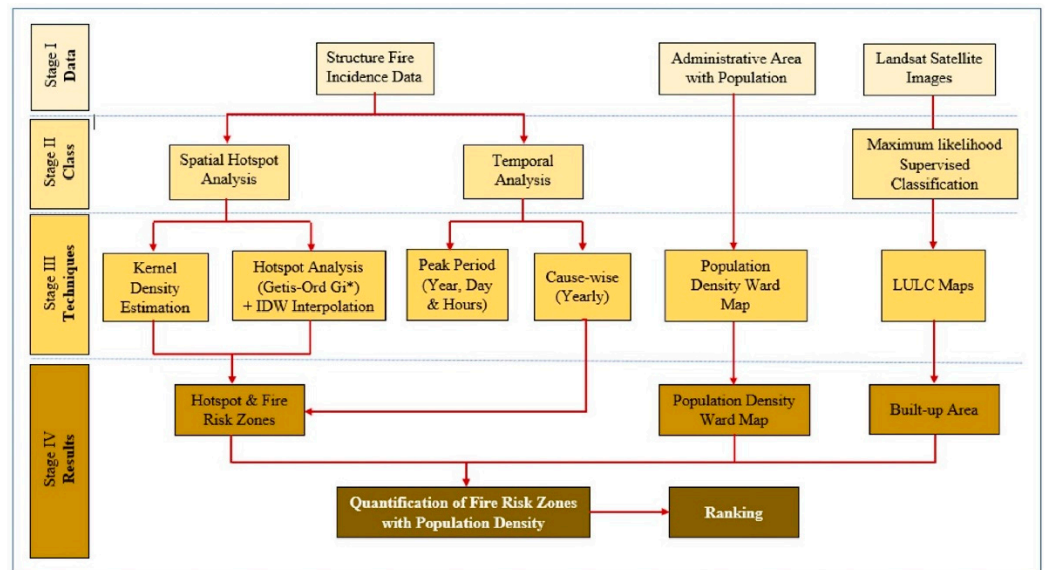 Stage I
Data
Structure Fire
Incidence Data
Administrative Area
with Population
Landsat Satellite
Images
Stage II
Class
Spatial Hotspot
Analysis
Temporal
Analysis
Maximum likelihood
Supervised
Classification
Stage III
Techniques
Kernel
Density
Estimation
Hotspot Analysis
(Getis-Ord Gi*)
+ IDW Interpolation
Peak Period
(Year, Day
& Hours)
Cause-wise
(Yearly)
Population
Density Ward
Map
LULC Maps
Stage IV
Results
Hotspot & Fire
Risk Zones
Population Density
Ward Map
Built-up Area
Quantification of Fire Risk Zones
with Population Density
Ranking